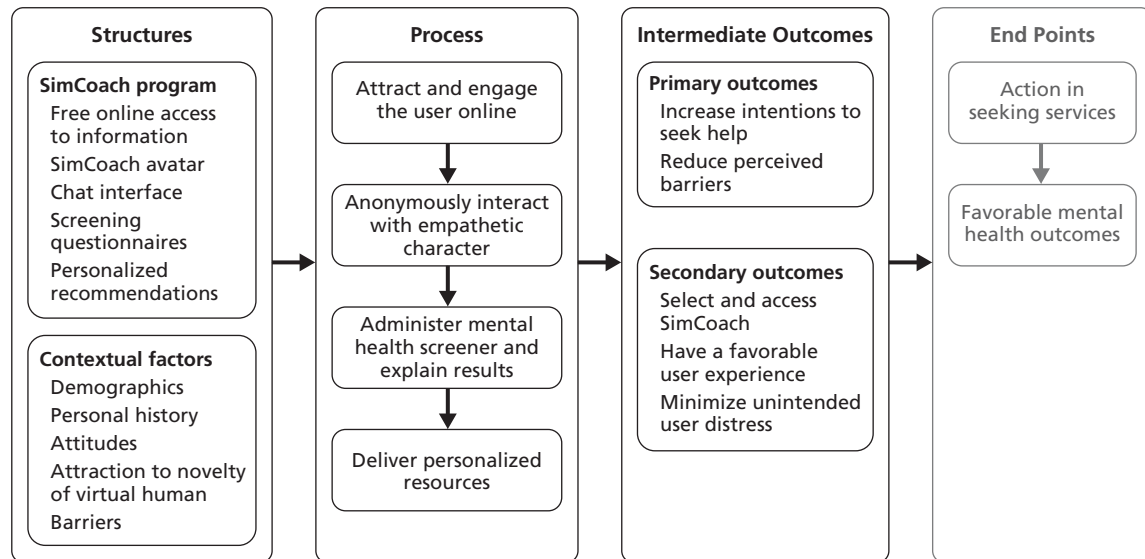 Structures
SimCoach program
Free online access
to information
SimCoach avatar
Chat interface
Screening
questionnaires
Personalized
recommendations
Contextual factors
Demographics
Personal history
Attitudes
Attraction to novelty
of virtual human
Barriers
Process
Attract and engage
the user online
Anonymously interact
with empathetic
character
Administer mental
health screener and
explain results
Deliver personalized
resources
Intermediate Outcomes
Primary outcomes
Increase intentions to
seek help
Reduce perceived
barriers
Secondary outcomes
Select and access
SimCoach
Have a favorable
user experience
Minimize unintended
user distress
End Points
Action in
seeking services
Favorable mental
health outcomes